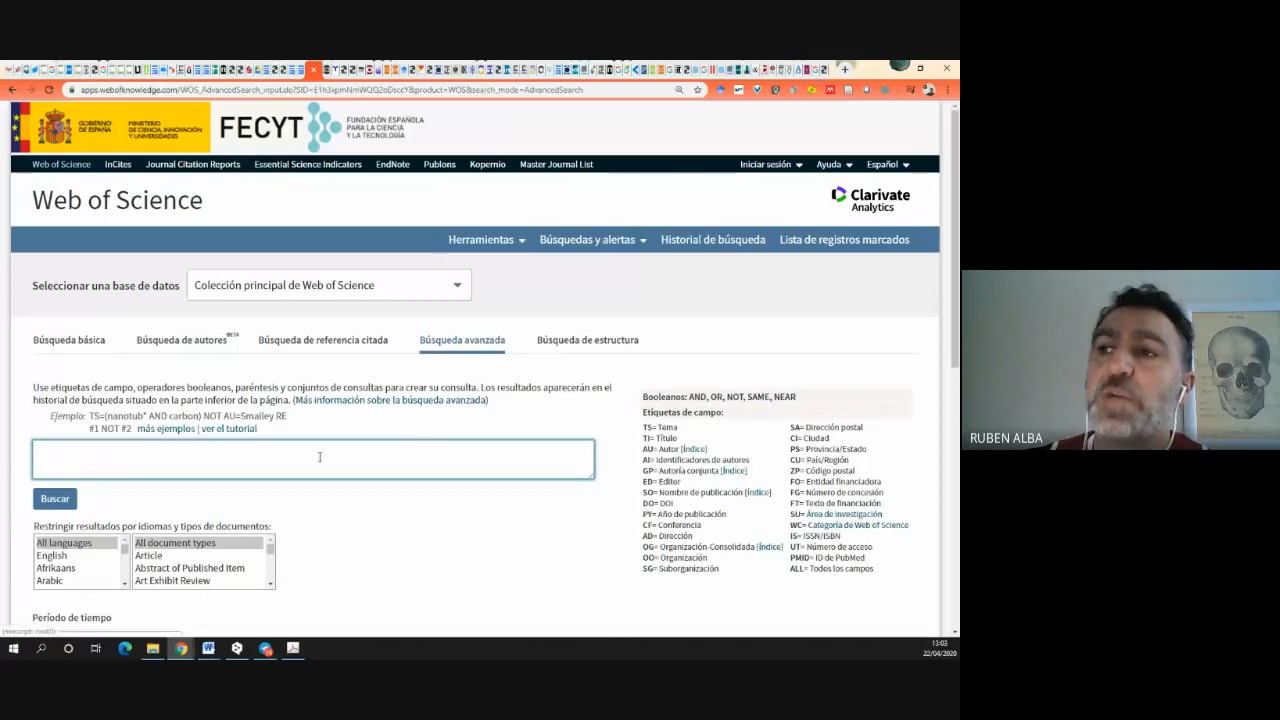 apps.webofknowledge.com/WOS_AdvancedSearch_input.do?SID=E1h3xpmNmWQQ2oDsccY&product=WOS&search_mode=AdvancedSearch
GOBIERNO DE ESPAÑA
MINISTERIO DE CIENCIA, INNOVACIÓN Y UNIVERSIDADES
FECYT
FUNDACIÓN ESPAÑOLA
PARA LA CIENCIA
Y LA TECNOLOGÍA
Web of Science InCites Journal Citation Reports Essential Science Indicators EndNote Publons Kopernio Master Journal List Iniciar sesión Ayuda Español
Web of Science
Clarivate
Analytics
Herramientas Búsquedas y alertas Historial de búsqueda Lista de registros marcados
Seleccionar una base de datos Colección principal de Web of Science
Búsqueda básica Búsqueda de autores BETA Búsqueda de referencia citada Búsqueda avanzada Búsqueda de estructura
Use etiquetas de campo, operadores booleanos, paréntesis y conjuntos de consultas para crear su consulta. Los resultados aparecerán en el
historial de búsqueda situado en la parte inferior de la página. (Más información sobre la búsqueda avanzada)
Ejemplo: TS=(nanotub* AND carbon) NOT AU=Smalley RE
#1 NOT #2 más ejemplos | ver el tutorial
Buscar
Restringir resultados por idiomas y tipos de documentos:
All languages
English
Afrikaans
Arabic
All document types
Article
Abstract of Published Item
Art Exhibit Review
Período de tiempo
Booleanos: AND, OR, NOT, SAME, NEAR
Etiquetas de campo:
TS= Tema
TI= Título
AU= Autor [Índice]
AI= Identificadores de autores
GP= Autoría conjunta [Índice]
ED= Editor
SO= Nombre de publicación [Índice]
DO= DOI
PY= Año de publicación
CF= Conferencia
AD= Dirección
OG= Organización-Consolidada [Índice]
OO= Organización
SG= Suborganización
SA= Dirección postal
CI= Ciudad
PS= Provincia/Estado
CU= País/Región
ZP= Código postal
FO= Entidad financiadora
FG= Número de concesión
FT= Texto de financiación
SU= Área de investigación
WC= Categoría de Web of Science
IS= ISSN/ISBN
UT= Número de acceso
PMID= ID de PubMed
ALL= Todos los campos
13:03
22/04/2020
RUBEN ALBA